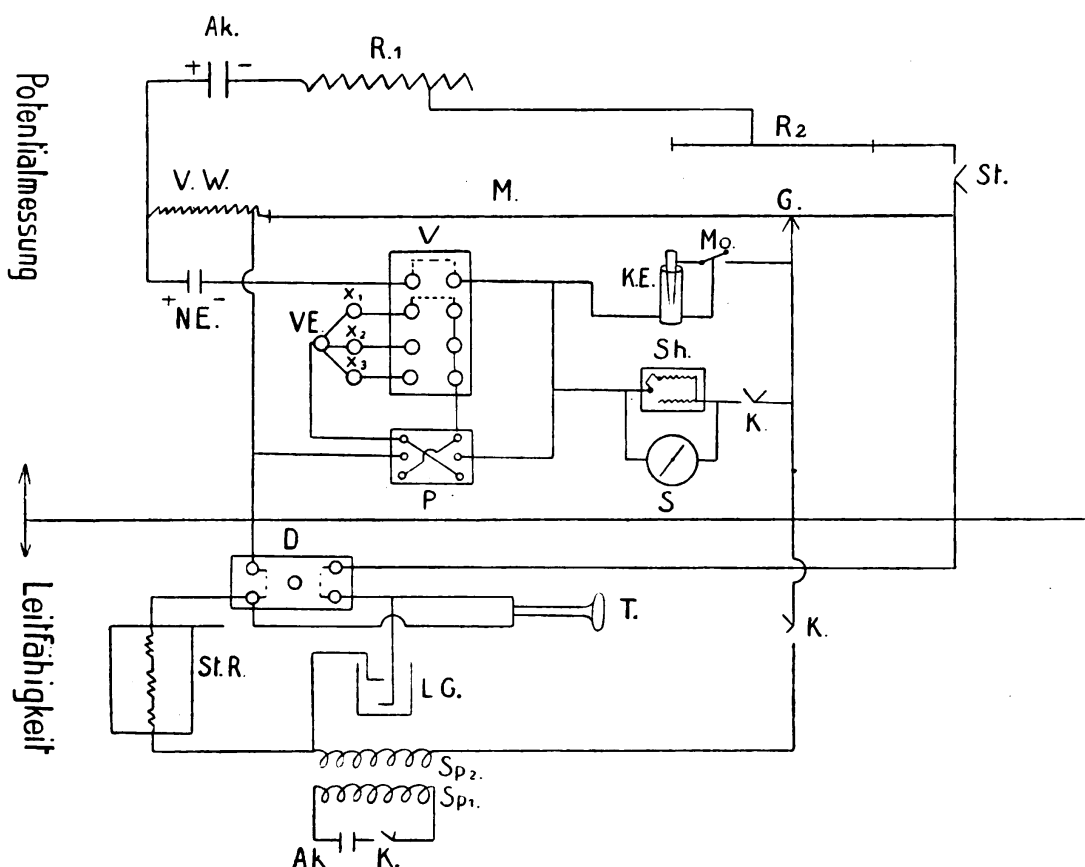 Potentialmessung
Ak.
+ -
R.1
R2
St.
V. W.
M.
G.
V
Mo.
K.E.
+ NE. -
x1
VE.
x2
x3
Sh.
K.
S
P
D
T.
K.
Leitfähigkeit
St.R.
L G.
Sp2.
Sp1.
Ak
K.